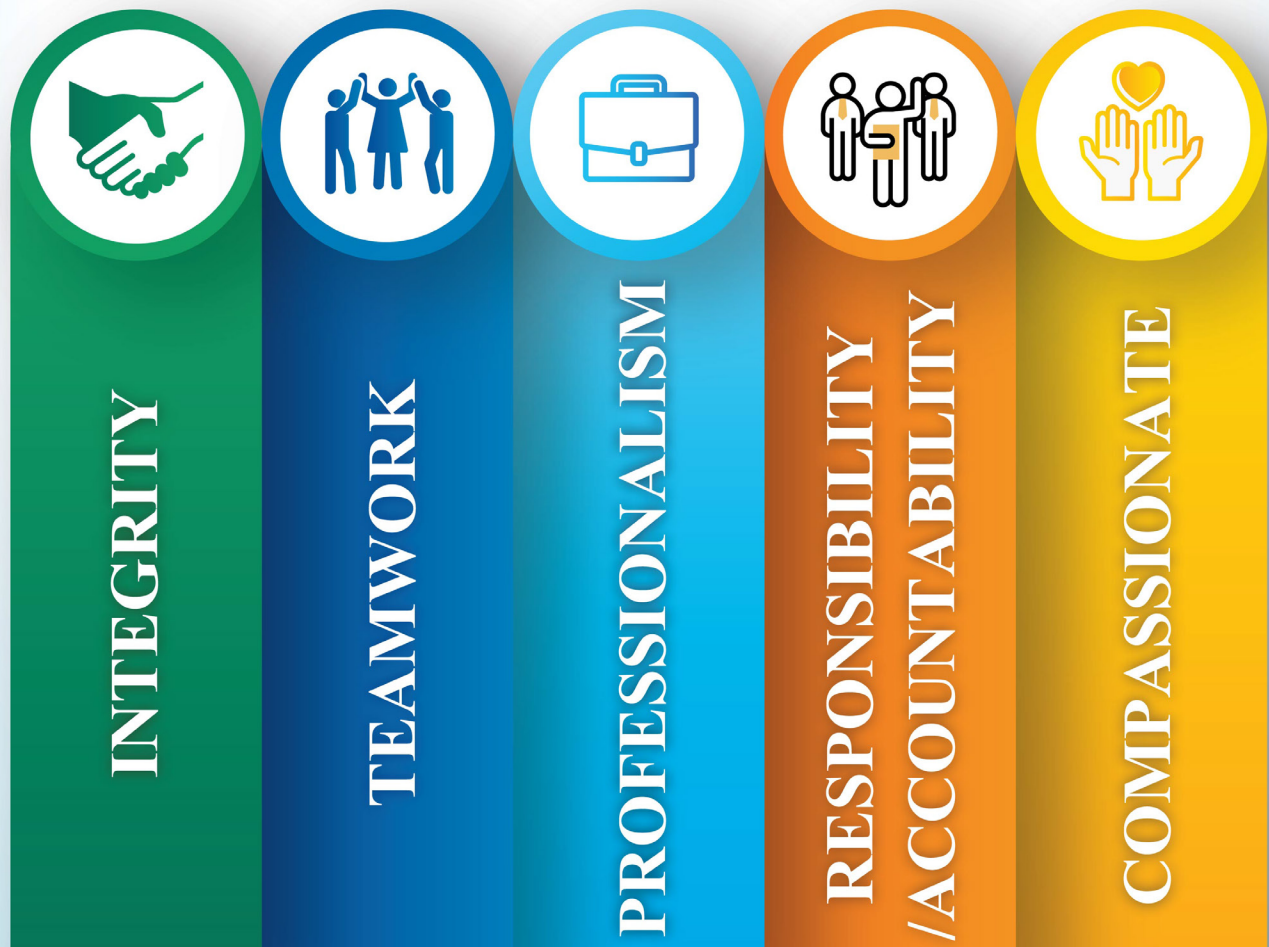 INTEGRITY
TEAMWORK
PROFESSIONALISM
RESPONSIBILITY
/ACCOUNTABILITY
COMPASSIONATE